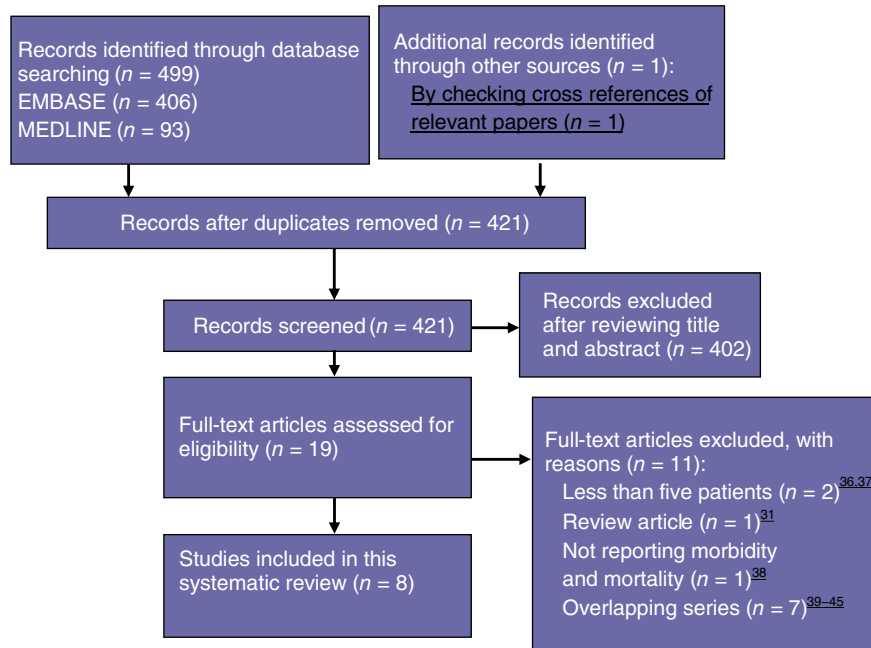 Records identified through database
searching (n = 499)
EMBASE (n = 406)
MEDLINE (n = 93)
Additional records identified
through other sources (n = 1):
By checking cross references of
relevant papers (n = 1)
Records after duplicates removed (n = 421)
Records screened (n = 421)
Records excluded
after reviewing title
and abstract (n = 402)
Full-text articles assessed for
eligibility (n = 19)
Full-text articles excluded, with
reasons (n = 11):
Less than five patients (n = 2)36,37
Review article (n = 1)31
Not reporting morbidity
and mortality (n = 1)38
Overlapping series (n = 7)39–45
Studies included in this
systematic review (n = 8)